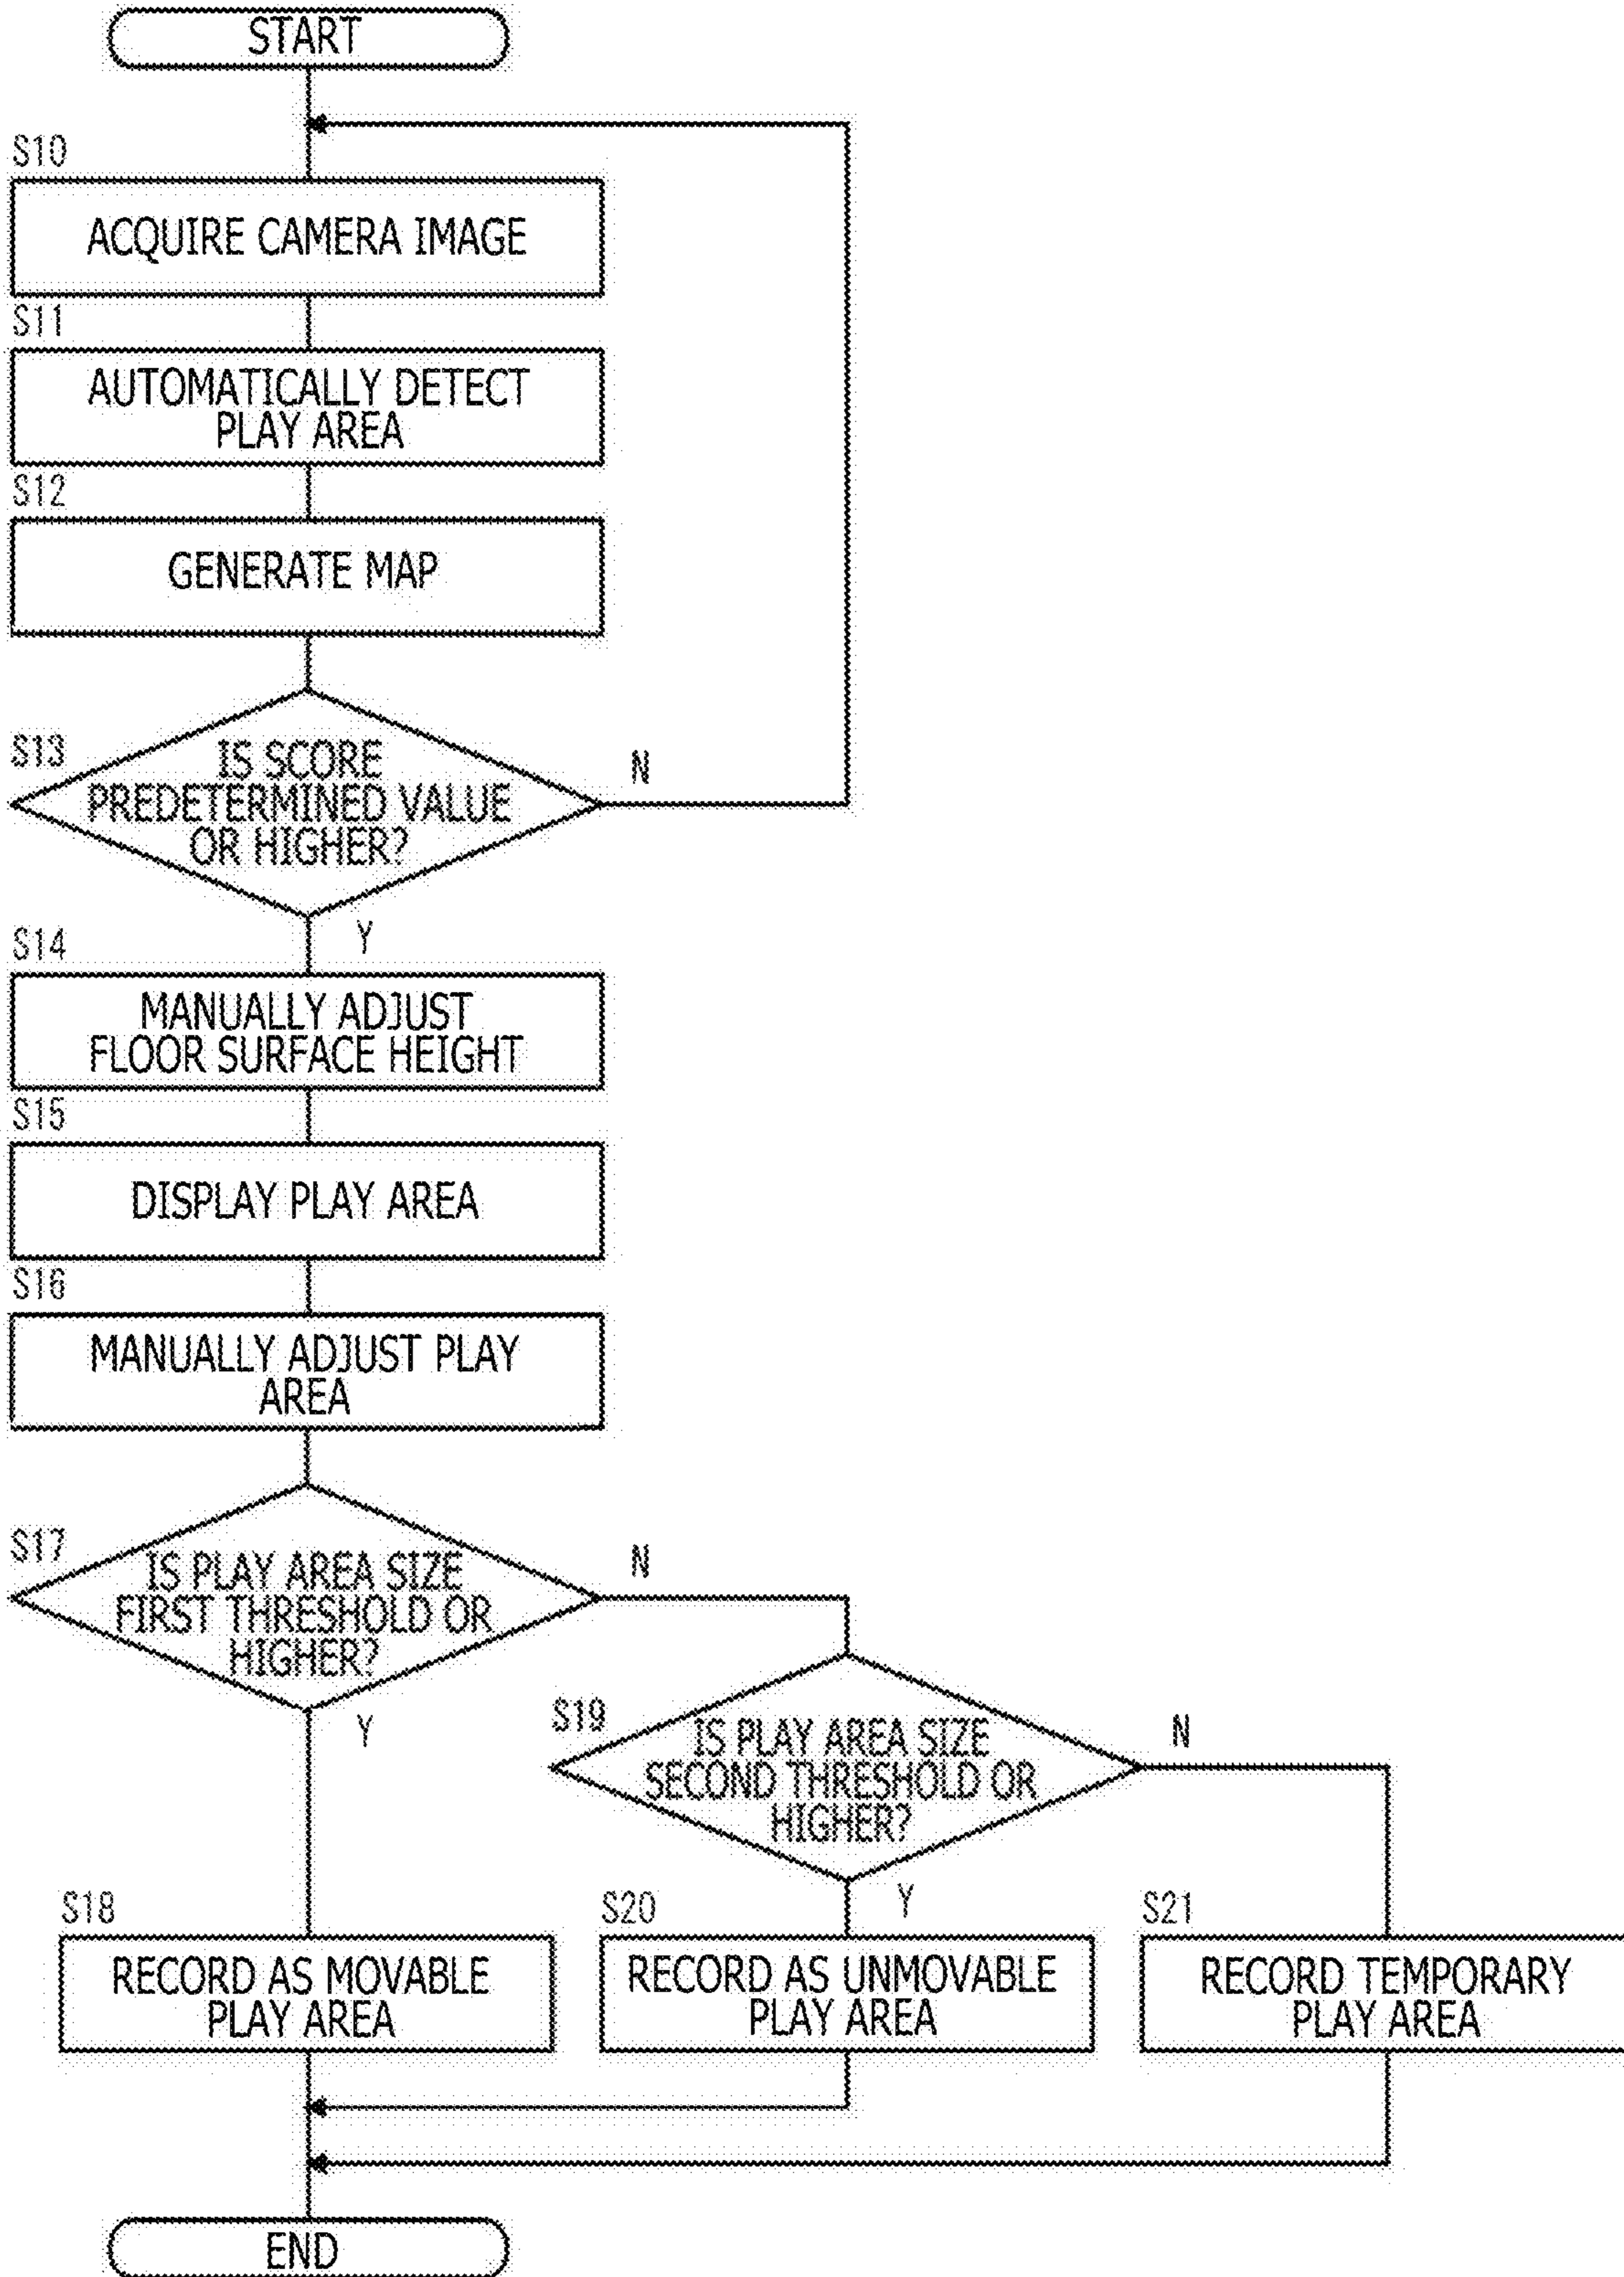 START
S10
ACQUIRE CAMERA IMAGE
S11
AUTOMATICALLY DETECT
PLAY AREA
S12
GENERATE MAP
S13
IS SCORE
PREDETERMINED VALUE
OR HIGHER?
N
Y
S14
MANUALLY ADJUST
FLOOR SURFACE HEIGHT
S15
DISPLAY PLAY AREA
S16
MANUALLY ADJUST PLAY
AREA
S17
IS PLAY AREA SIZE
FIRST THRESHOLD OR
HIGHER?
N
Y
S19
IS PLAY AREA SIZE
SECOND THRESHOLD OR
HIGHER?
N
Y
S18
RECORD AS MOVABLE
PLAY AREA
S20
RECORD AS UNMOVABLE
PLAY AREA
S21
RECORD TEMPORARY
PLAY AREA
END